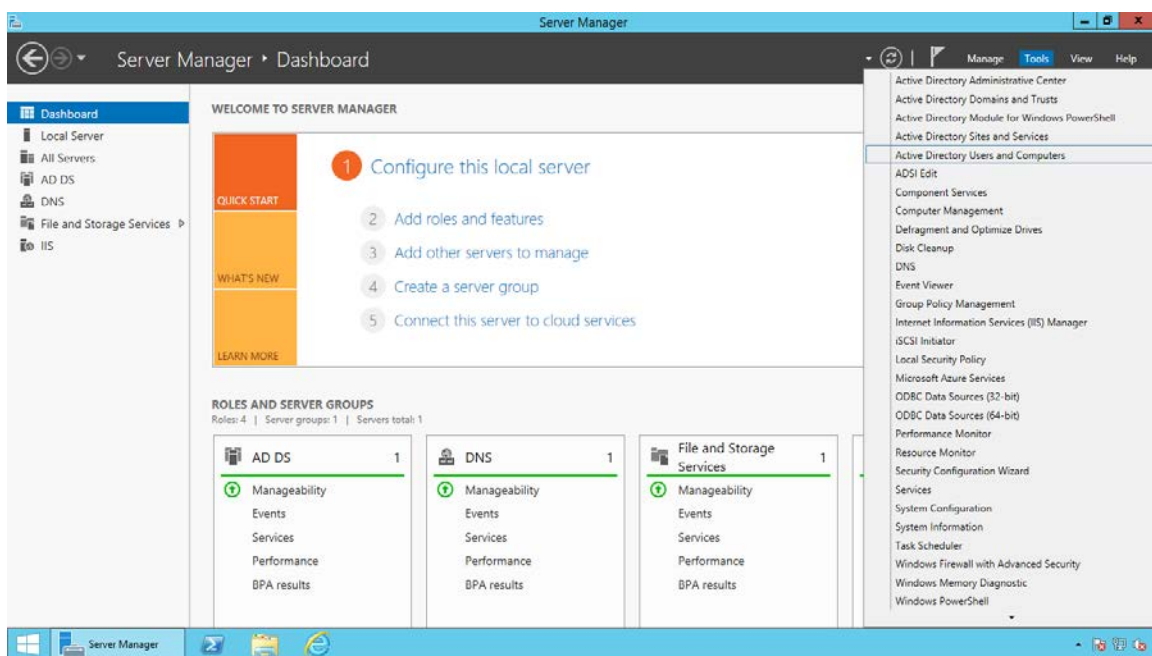 Server Manager
Server Manager ‣ Dashboard
Manage Tools View Help
Dashboard
Local Server
All Servers
AD DS
DNS
File and Storage Services
IIS
WELCOME TO SERVER MANAGER
QUICK START
WHAT'S NEW
LEARN MORE
1 Configure this local server
2 Add roles and features
3 Add other servers to manage
4 Create a server group
5 Connect this server to cloud services
ROLES AND SERVER GROUPS
Roles: 4 | Server groups: 1 | Servers total: 1
AD DS 1
Manageability
Events
Services
Performance
BPA results
DNS 1
Manageability
Events
Services
Performance
BPA results
File and Storage
Services 1
Manageability
Events
Services
Performance
BPA results
Active Directory Administrative Center
Active Directory Domains and Trusts
Active Directory Module for Windows PowerShell
Active Directory Sites and Services
Active Directory Users and Computers
ADSI Edit
Component Services
Computer Management
Defragment and Optimize Drives
Disk Cleanup
DNS
Event Viewer
Group Policy Management
Internet Information Services (IIS) Manager
iSCSI Initiator
Local Security Policy
Microsoft Azure Services
ODBC Data Sources (32-bit)
ODBC Data Sources (64-bit)
Performance Monitor
Resource Monitor
Security Configuration Wizard
Services
System Configuration
System Information
Task Scheduler
Windows Firewall with Advanced Security
Windows Memory Diagnostic
Windows PowerShell
Server Manager